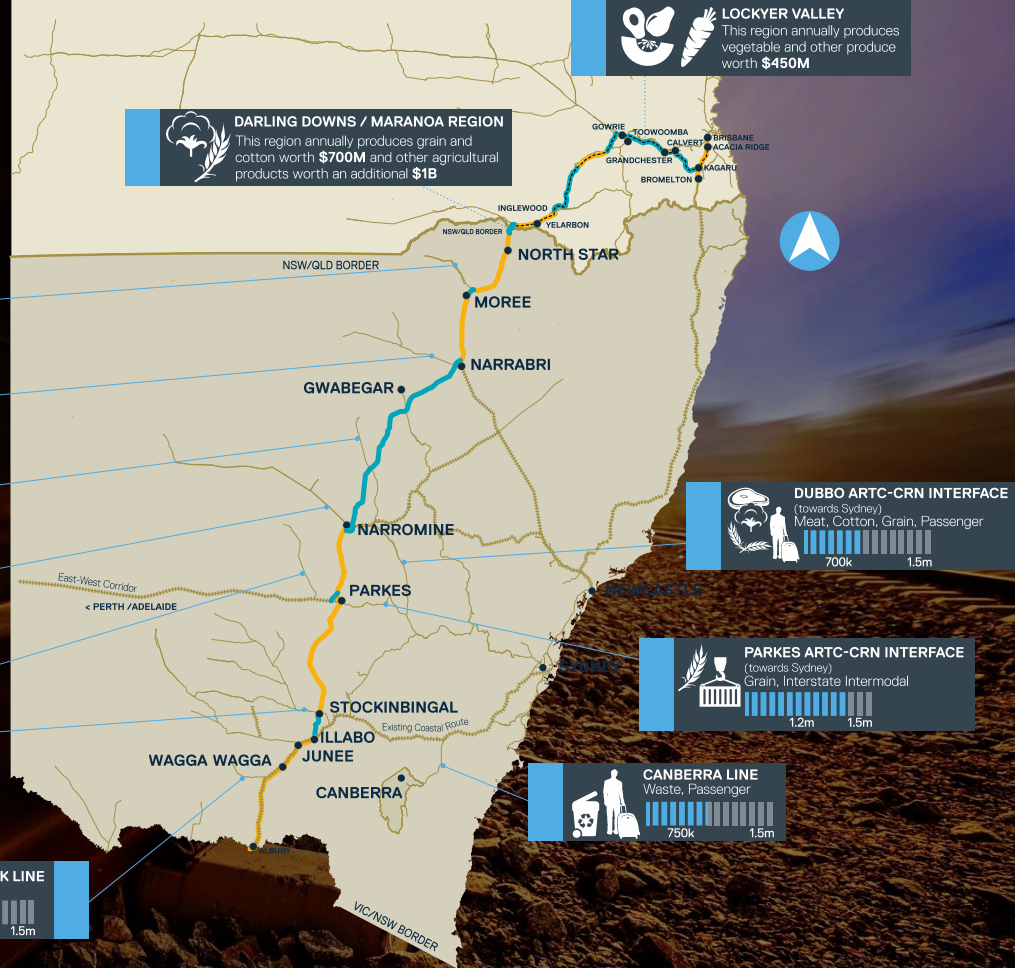 LOCKYER VALLEY
This region annually produces
vegetable and other produce
worth $450M
DARLING DOWNS / MARANOA REGION
This region annually produces grain and
cotton worth $700M and other agricultural
products worth an additional $1B
GOWRIE
TOOWOOMBA
BRISBANE
CALVERT
ACACIA RIDGE
GRANDCHESTER
KAGARU
BROMELTON
INGLEWOOD
YELARBON
NSW/QLD BORDER
NORTH STAR
NSW/QLD BORDER
MOREE
NARRABRI
GWABEGAR
DUBBO ARTC-CRN INTERFACE
(towards Sydney)
Meat, Cotton, Grain, Passenger
700k 1.5m
NARROMINE
East-West Corridor
PARKES
NEWCASTLE
< PERTH /ADELAIDE
PARKES ARTC-CRN INTERFACE
(towards Sydney)
Grain, Interstate Intermodal
1.2m 1.5m
SYDNEY
STOCKINBINGAL
Existing Coastal Route
ILLABO
JUNEE
WAGGA WAGGA
CANBERRA LINE
Waste, Passenger
750k 1.5m
CANBERRA
ALBURY
K LINE
1.5m
VIC/NSW BORDER